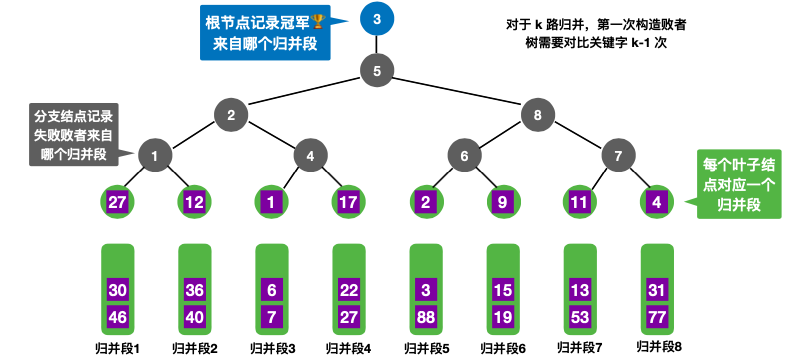 根节点记录冠军🏆
来自哪个归并段
3
对于 k 路归并，第一次构造败者
树需要对比关键字 k-1 次
5
分支结点记录
失败败者来自
哪个归并段
2
8
1
4
6
7
每个叶子结
点对应一个
归并段
27 12 1 17 2 9 11 4
30 36 6 22 3 15 13 31
46 40 7 27 88 19 53 77
归并段1 归并段2 归并段3 归并段4 归并段5 归并段6 归并段7 归并段8